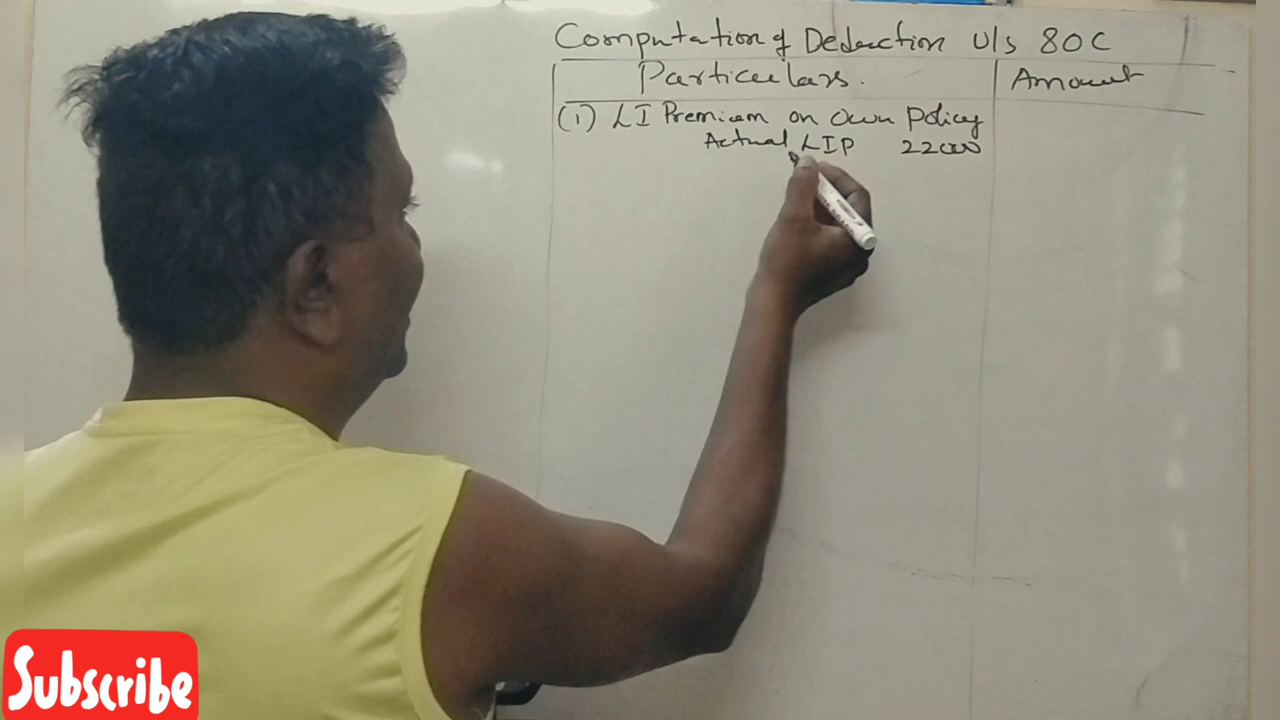 Computation of Deduction U/s 80C
Particulars. Amount
(1) LI Premium on own policy
Actual LIP 22000
Subscribe